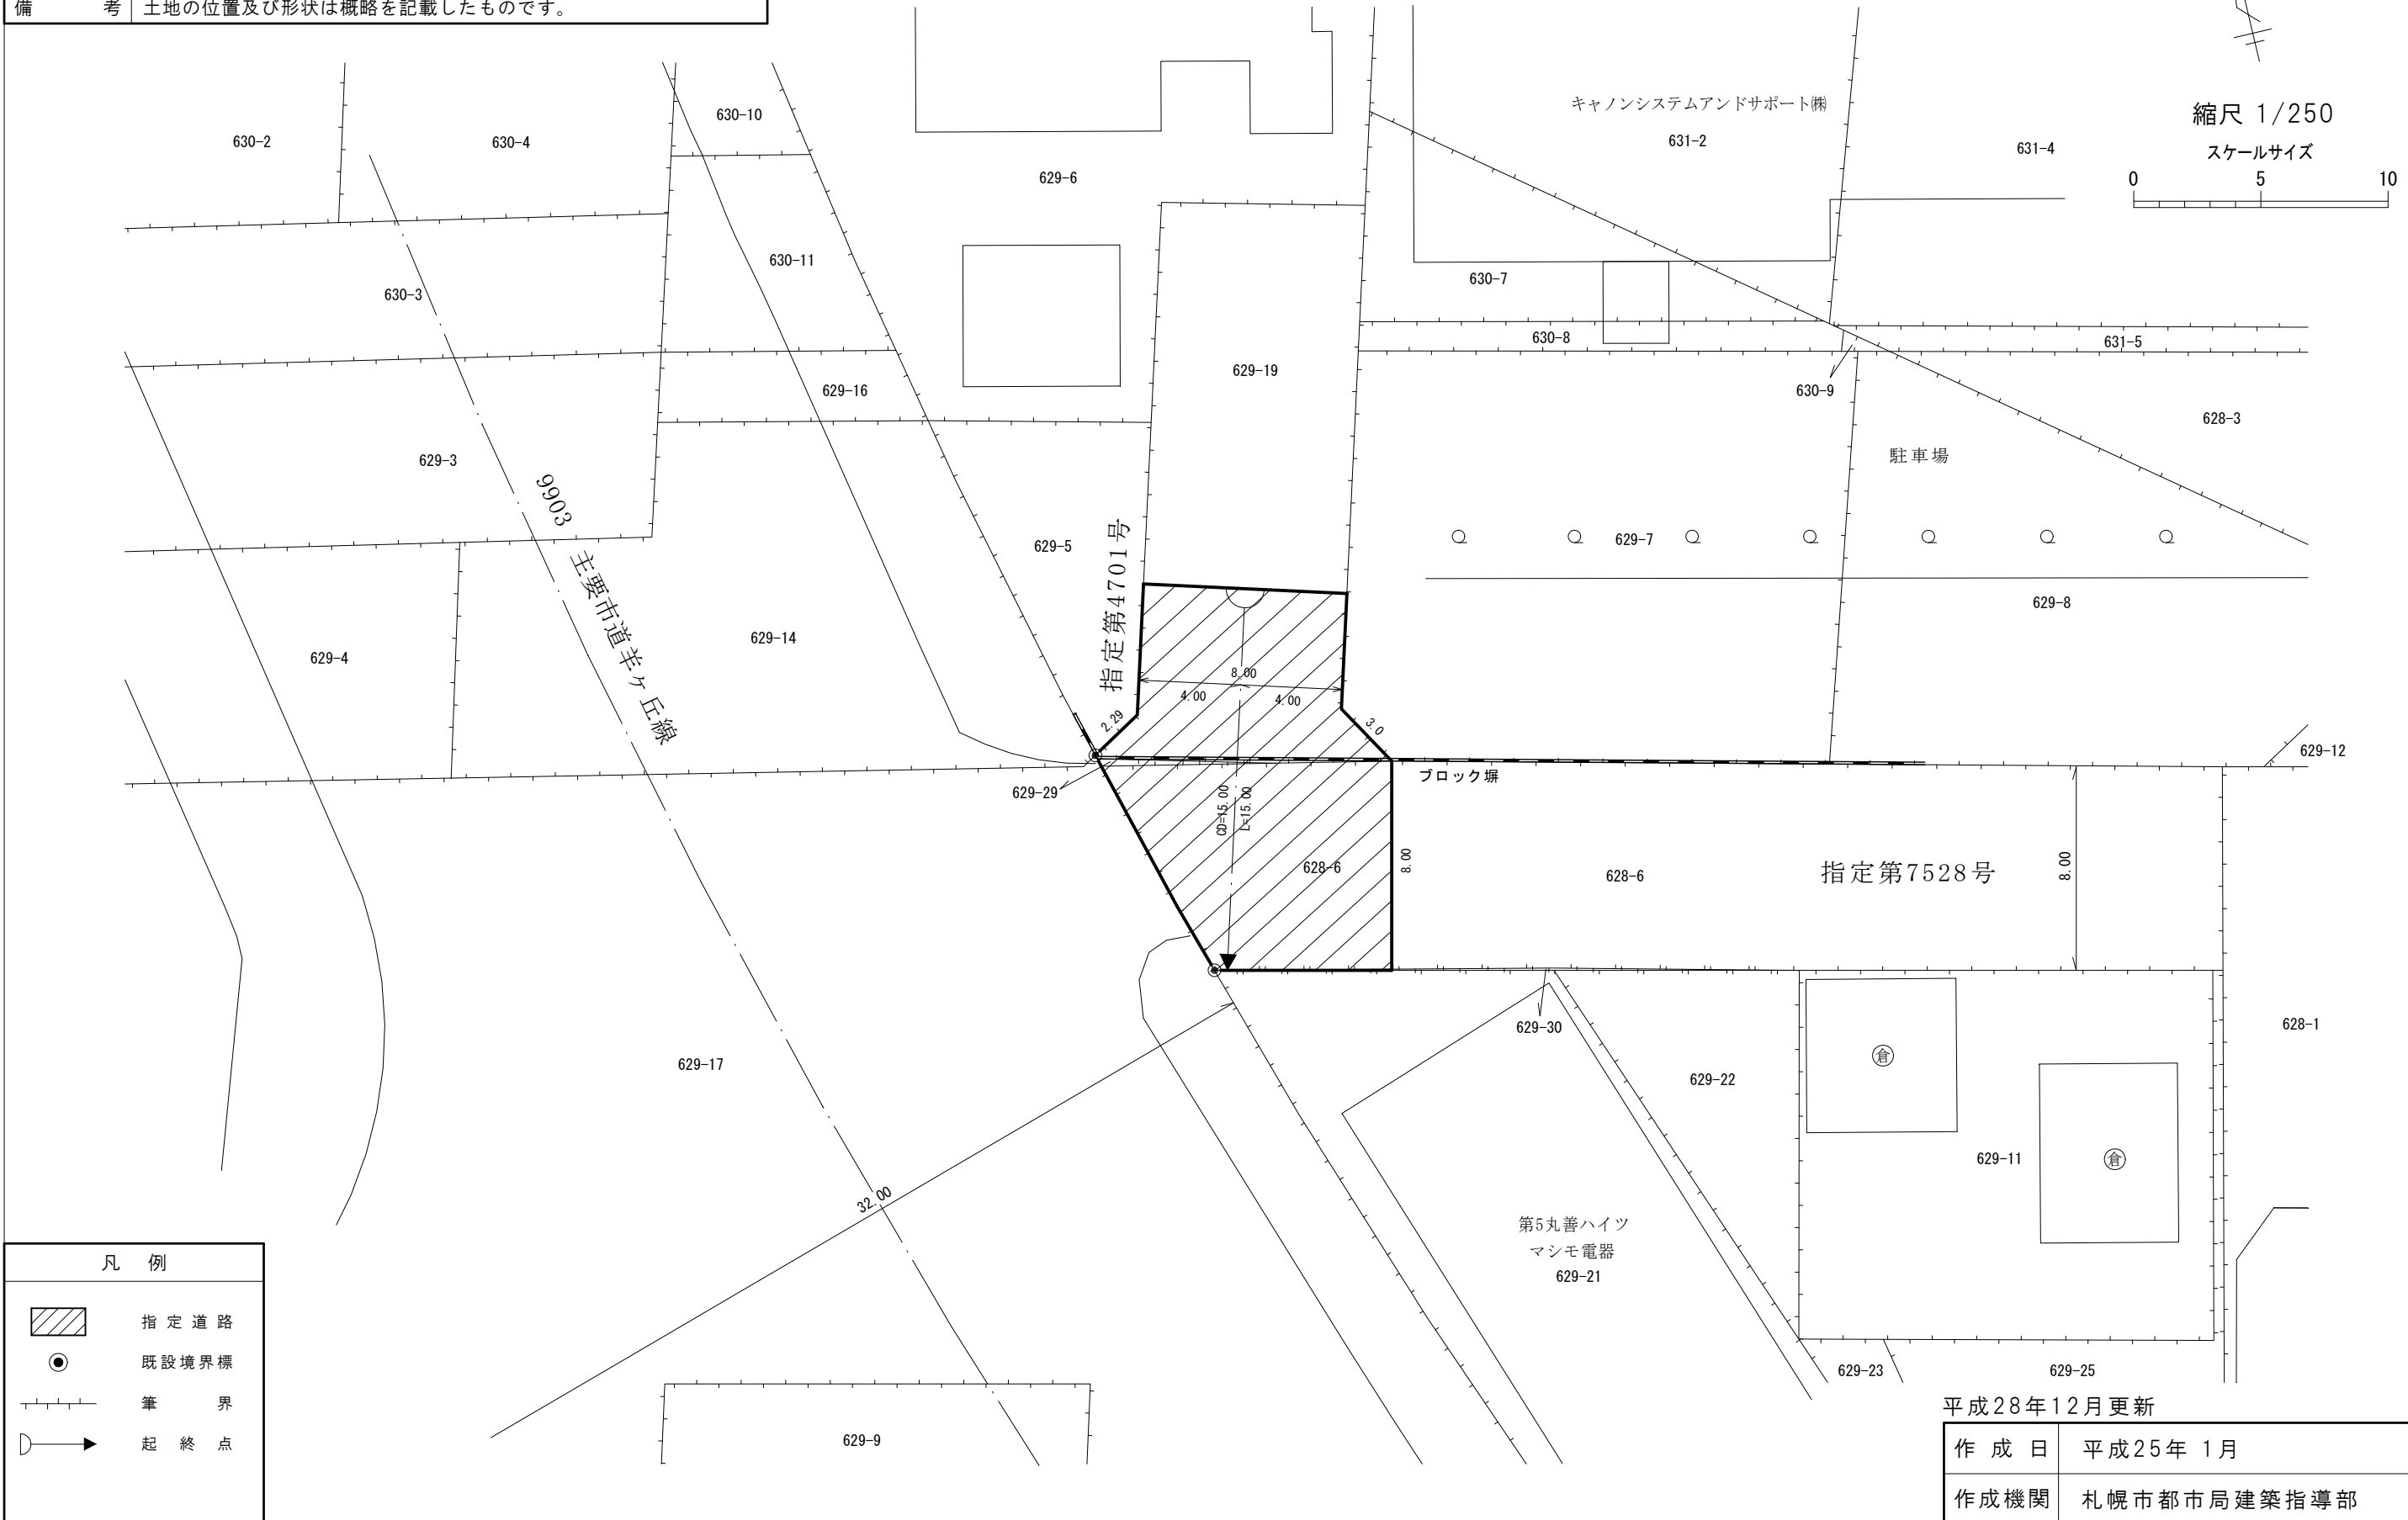 備　考　土地の位置及び形状は概略を記載したものです。
縮尺 1/250
スケールサイズ
0　5　10
キャノンシステムアンドサポート㈱
631-2
631-4
630-2
630-4
630-10
629-6
630-11
630-3
630-7
630-8
631-5
629-19
629-16
630-9
628-3
629-3
駐車場
9903 主要市道羊ヶ丘線
指定第4701号
629-5
629-7
629-8
629-14
629-4
8.00
4.00
4.00
2.29
3.0
629-12
ブロック塀
629-29
CD=15.00
L=15.00
628-6
8.00
628-6
指定第7528号
8.00
629-30
628-1
倉
629-17
629-22
629-11
倉
32.00
第5丸善ハイツ
マシモ電器
629-21
629-23
629-25
629-9
凡　例
指定道路
既設境界標
筆　界
起終点
平成28年12月更新
作成日　平成25年 1月
作成機関　札幌市都市局建築指導部